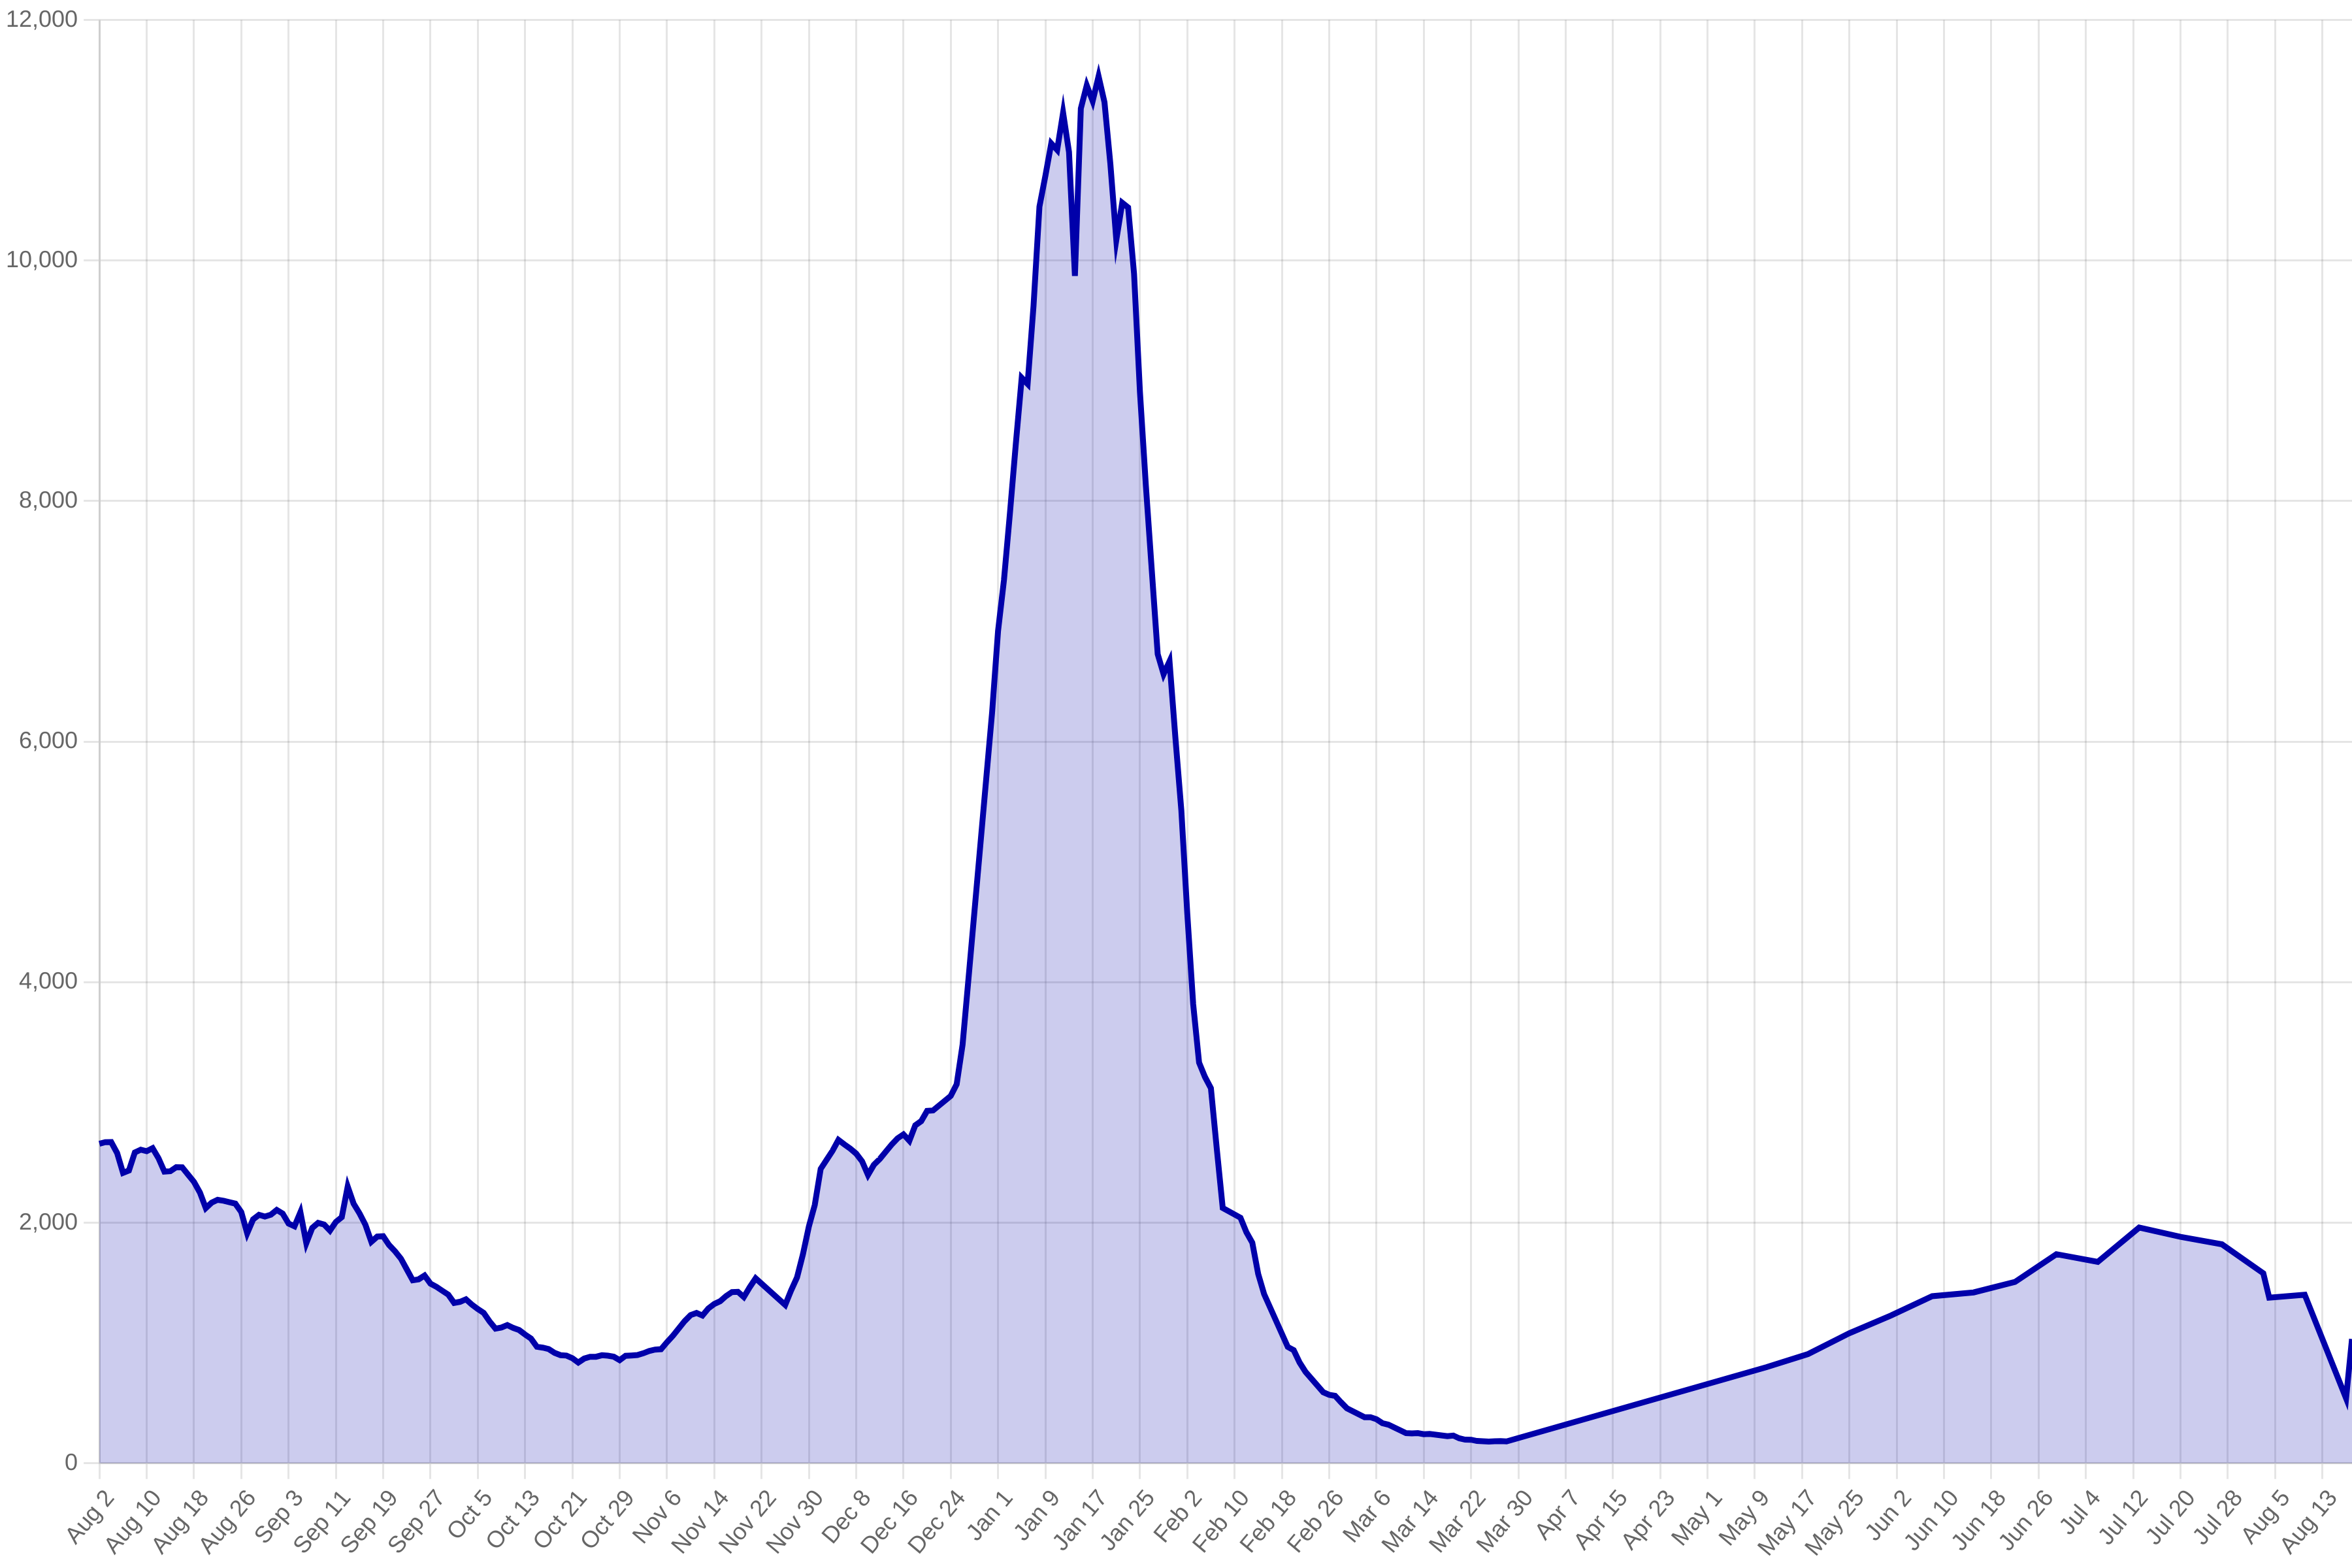 12,000
10,000
8,000
6,000
4,000
2,000
0
Aug 2
Aug 10
Aug 18
Aug 26
Sep 3
Sep 11
Sep 19
Sep 27
Oct 5
Oct 13
Oct 21
Oct 29
Nov 6
Nov 14
Nov 22
Nov 30
Dec 8
Dec 16
Dec 24
Jan 1
Jan 9
Jan 17
Jan 25
Feb 2
Feb 10
Feb 18
Feb 26
Mar 6
Mar 14
Mar 22
Mar 30
Apr 7
Apr 15
Apr 23
May 1
May 9
May 17
May 25
Jun 2
Jun 10
Jun 18
Jun 26
Jul 4
Jul 12
Jul 20
Jul 28
Aug 5
Aug 13